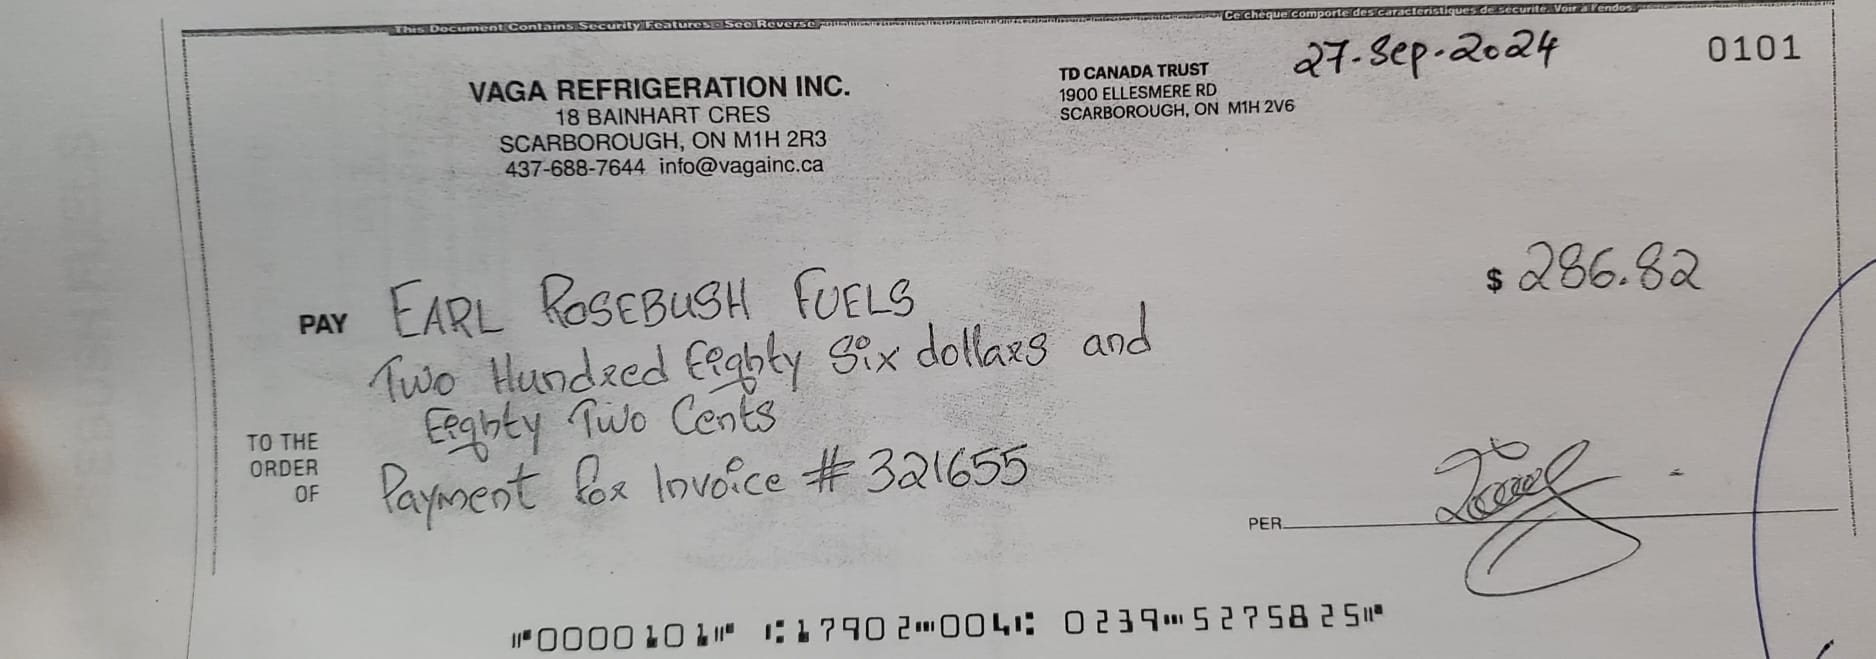 This Document Contains Security Features - See Reverse
Ce chèque comporte des caractéristiques de sécurité. Voir à l'endos.
27-Sep-2024
0101
VAGA REFRIGERATION INC.
18 BAINHART CRES
SCARBOROUGH, ON M1H 2R3
437-688-7644 info@vagainc.ca
TD CANADA TRUST
1900 ELLESMERE RD
SCARBOROUGH, ON M1H 2V6
$ 286.82
PAY EARL ROSEBUSH FUELS
Two Hundred Eighty Six dollars and
Eighty Two Cents
TO THE
ORDER
OF
Payment for Invoice # 321655
PER
⑈0000101⑈ ⑆17902⑉004⑆ 0239⑉5275825⑈